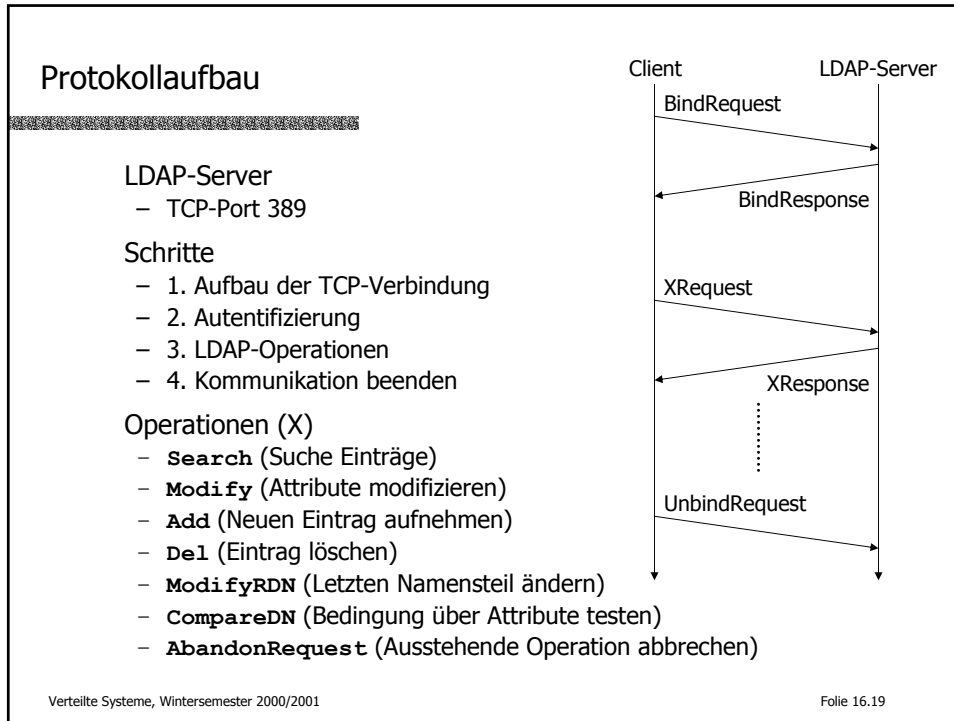 Protokollaufbau
LDAP-Server
– TCP-Port 389
Schritte
– 1. Aufbau der TCP-Verbindung
– 2. Autentifizierung
– 3. LDAP-Operationen
– 4. Kommunikation beenden
Operationen (X)
– Search (Suche Einträge)
– Modify (Attribute modifizieren)
– Add (Neuen Eintrag aufnehmen)
– Del (Eintrag löschen)
– ModifyRDN (Letzten Namensteil ändern)
– CompareDN (Bedingung über Attribute testen)
– AbandonRequest (Ausstehende Operation abbrechen)
Client LDAP-Server
BindRequest
BindResponse
XRequest
XResponse
UnbindRequest
Verteilte Systeme, Wintersemester 2000/2001 Folie 16.19